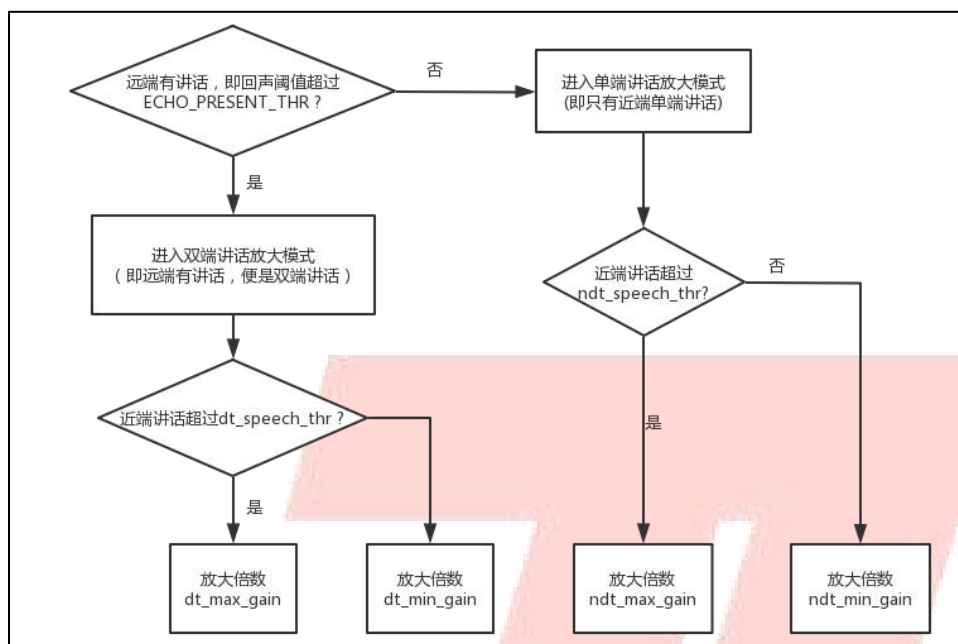 远端有讲话，即回声阈值超过
ECHO_PRESENT_THR？
否
进入单端讲话放大模式
(即只有近端单端讲话)
是
进入双端讲话放大模式
（即远端有讲话，便是双端讲话）
近端讲话超过
ndt_speech_thr?
否
近端讲话超过dt_speech_thr？
是
是
放大倍数
dt_max_gain
放大倍数
dt_min_gain
放大倍数
ndt_max_gain
放大倍数
ndt_min_gain